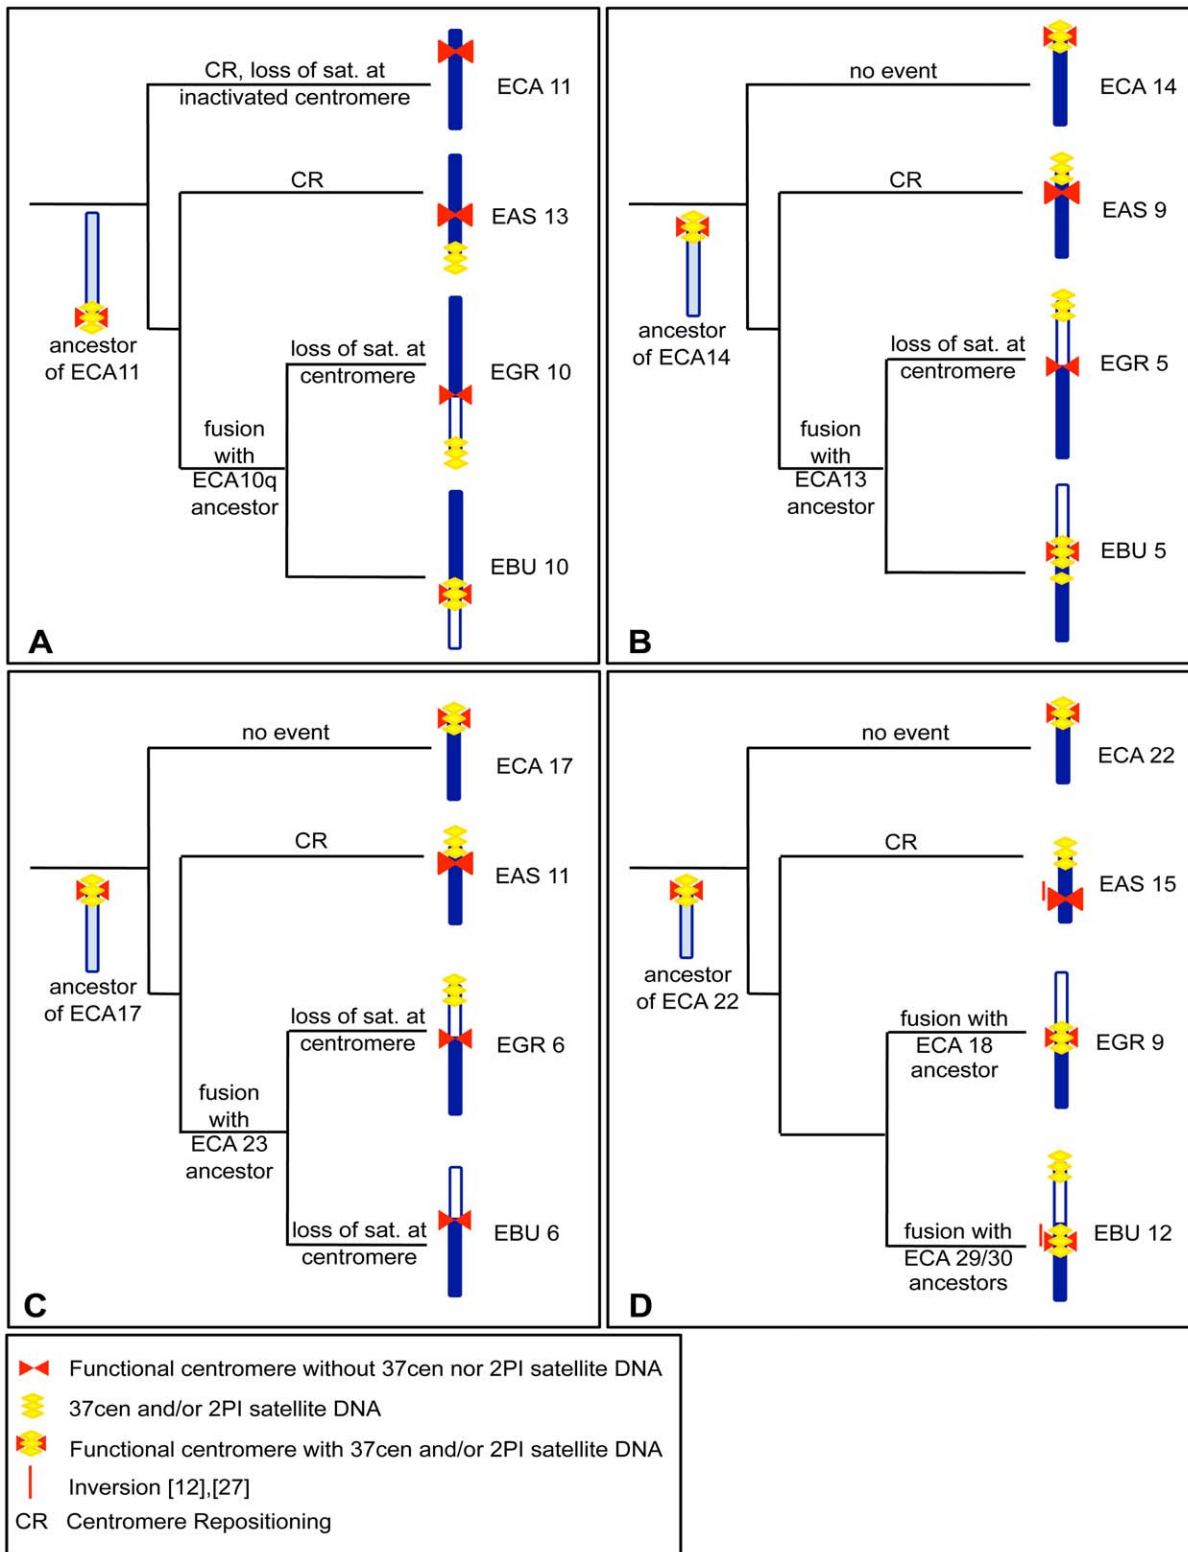 CR, loss of sat. at
inactivated centromere
ECA 11
CR
EAS 13
ancestor
of ECA11
loss of sat. at
centromere
EGR 10
fusion
with
ECA10q
ancestor
EBU 10
A
no event
ECA 14
CR
EAS 9
ancestor
of ECA14
loss of sat. at
centromere
EGR 5
fusion
with
ECA13
ancestor
EBU 5
B
no event
ECA 17
CR
EAS 11
ancestor
of ECA17
loss of sat. at
centromere
EGR 6
fusion
with
ECA 23
ancestor
loss of sat. at
centromere
EBU 6
C
no event
ECA 22
CR
EAS 15
ancestor
of ECA 22
fusion with
ECA 18
ancestor
EGR 9
fusion with
ECA 29/30
ancestors
EBU 12
D
Functional centromere without 37cen nor 2PI satellite DNA
37cen and/or 2PI satellite DNA
Functional centromere with 37cen and/or 2PI satellite DNA
Inversion [12],[27]
CR Centromere Repositioning